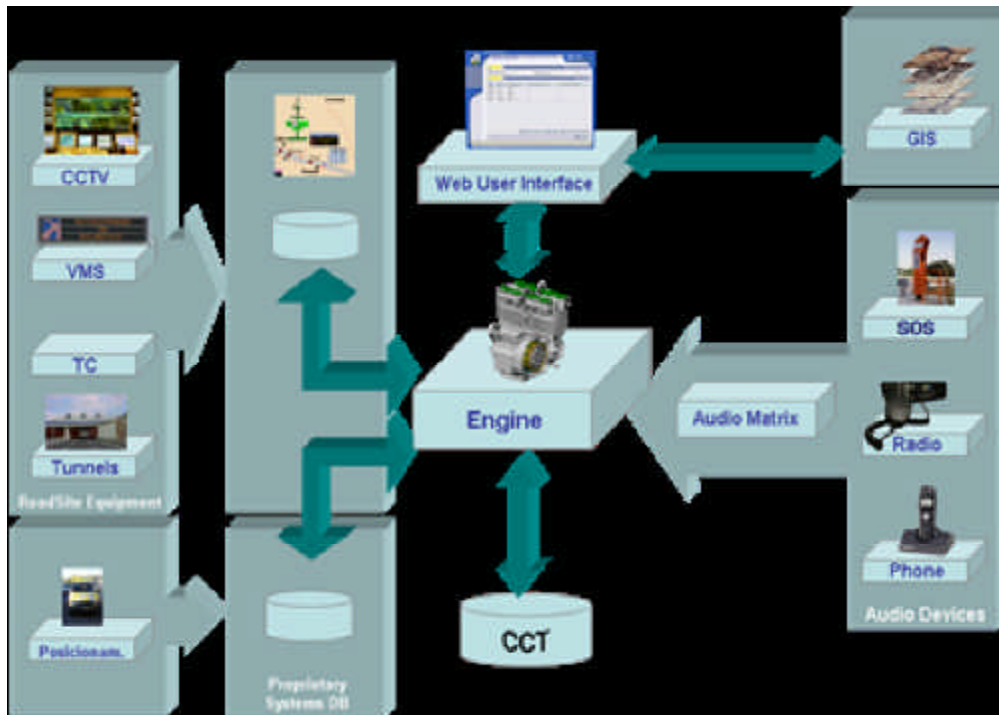 CCTV
VMS
TC
Tunnels
RoadSite Equipment
Posicionam.
Proprietary
Systems DB
Web User Interface
Engine
CCT
GIS
SOS
Audio Matrix
Radio
Phone
Audio Devices